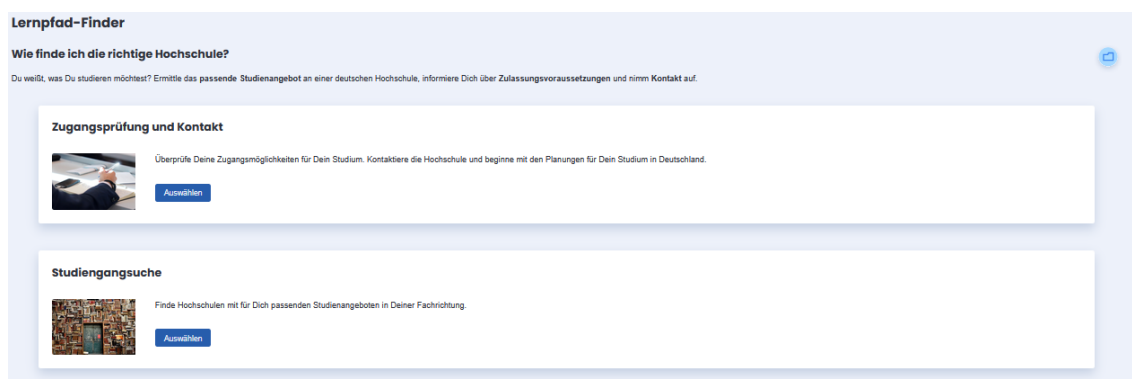 Lernpfad-Finder
Wie finde ich die richtige Hochschule?
Du weißt, was Du studieren möchtest? Ermittle das passende Studienangebot an einer deutschen Hochschule, informiere Dich über Zulassungsvoraussetzungen und nimm Kontakt auf.
Zugangsprüfung und Kontakt
Überprüfe Deine Zugangsmöglichkeiten für Dein Studium. Kontaktiere die Hochschule und beginne mit den Planungen für Dein Studium in Deutschland.
Auswählen
Studiengangsuche
Finde Hochschulen mit für Dich passenden Studienangeboten in Deiner Fachrichtung.
Auswählen